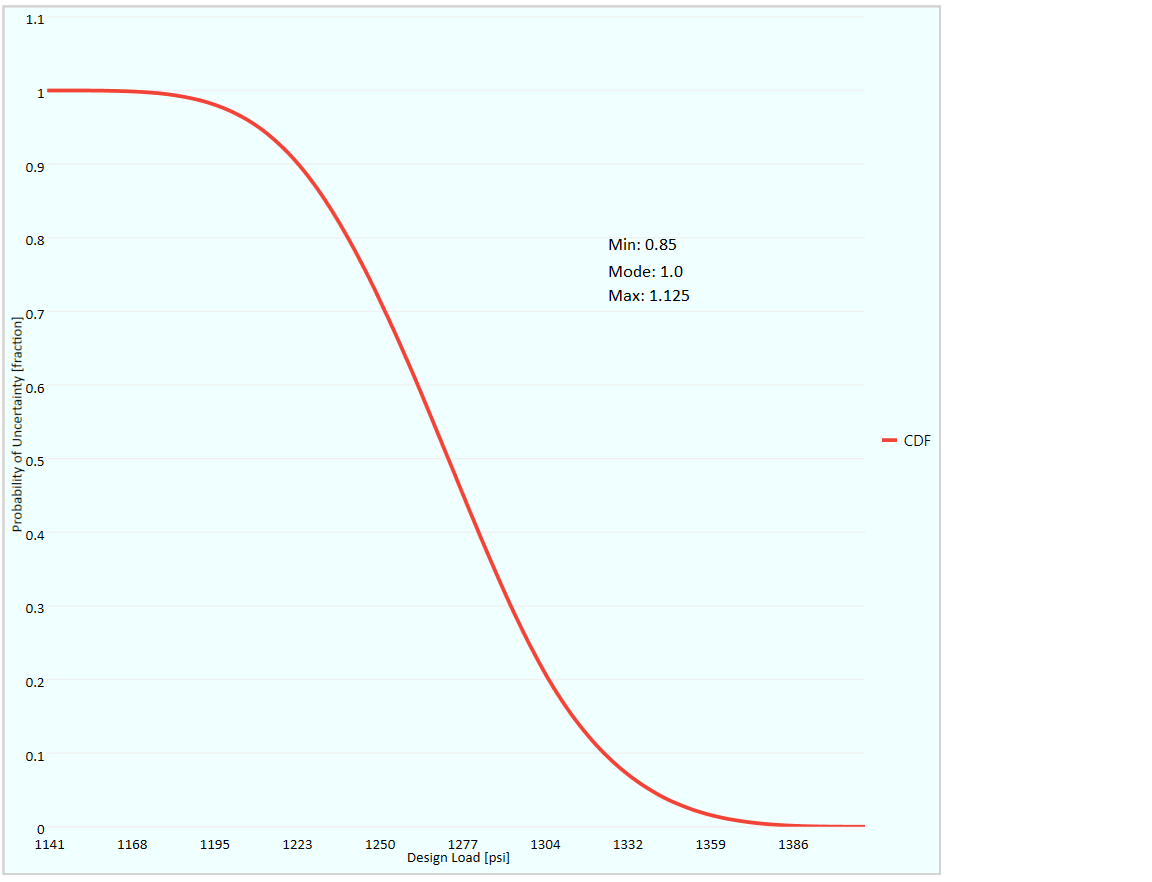 1.1
1
0.9
0.8
0.7
0.6
0.5
0.4
0.3
0.2
0.1
0
Probability of Uncertainty [fraction]
Min: 0.85
Mode: 1.0
Max: 1.125
CDF
1141 1168 1195 1223 1250 1277 1304 1332 1359 1386
Design Load [psi]